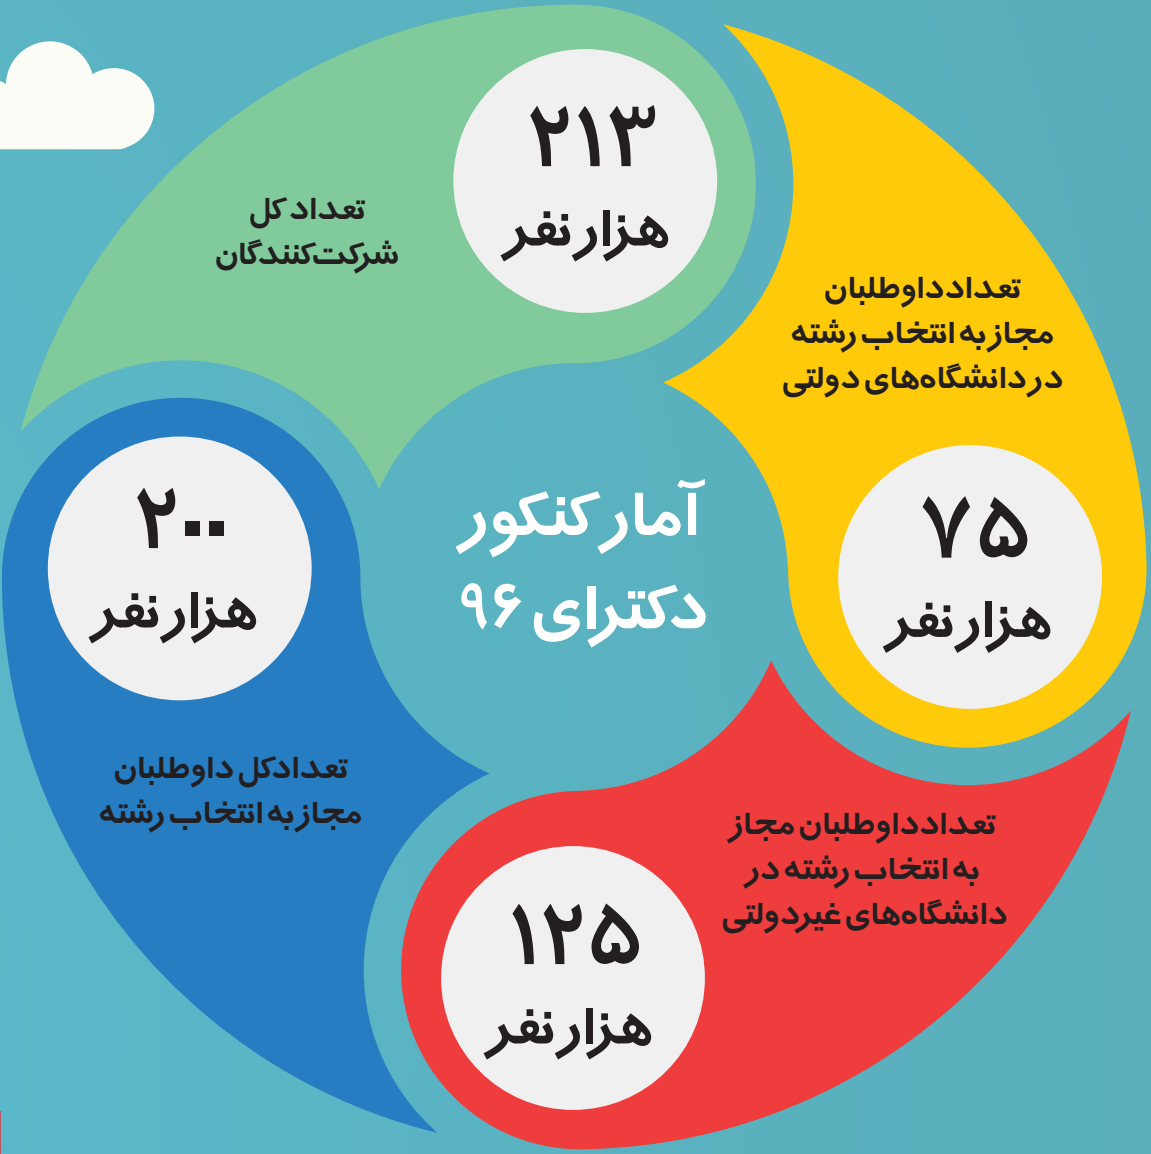 ۲۱۳
هزار نفر
تعداد کل
شرکت‌کنندگان
تعداد داوطلبان
مجاز به انتخاب رشته
در دانشگاه‌های دولتی
۷۵
هزار نفر
آمار کنکور
دکترای ۹۶
۲۰۰
هزار نفر
تعداد کل داوطلبان
مجاز به انتخاب رشته
تعداد داوطلبان مجاز
به انتخاب رشته در
دانشگاه‌های غیردولتی
۱۲۵
هزار نفر